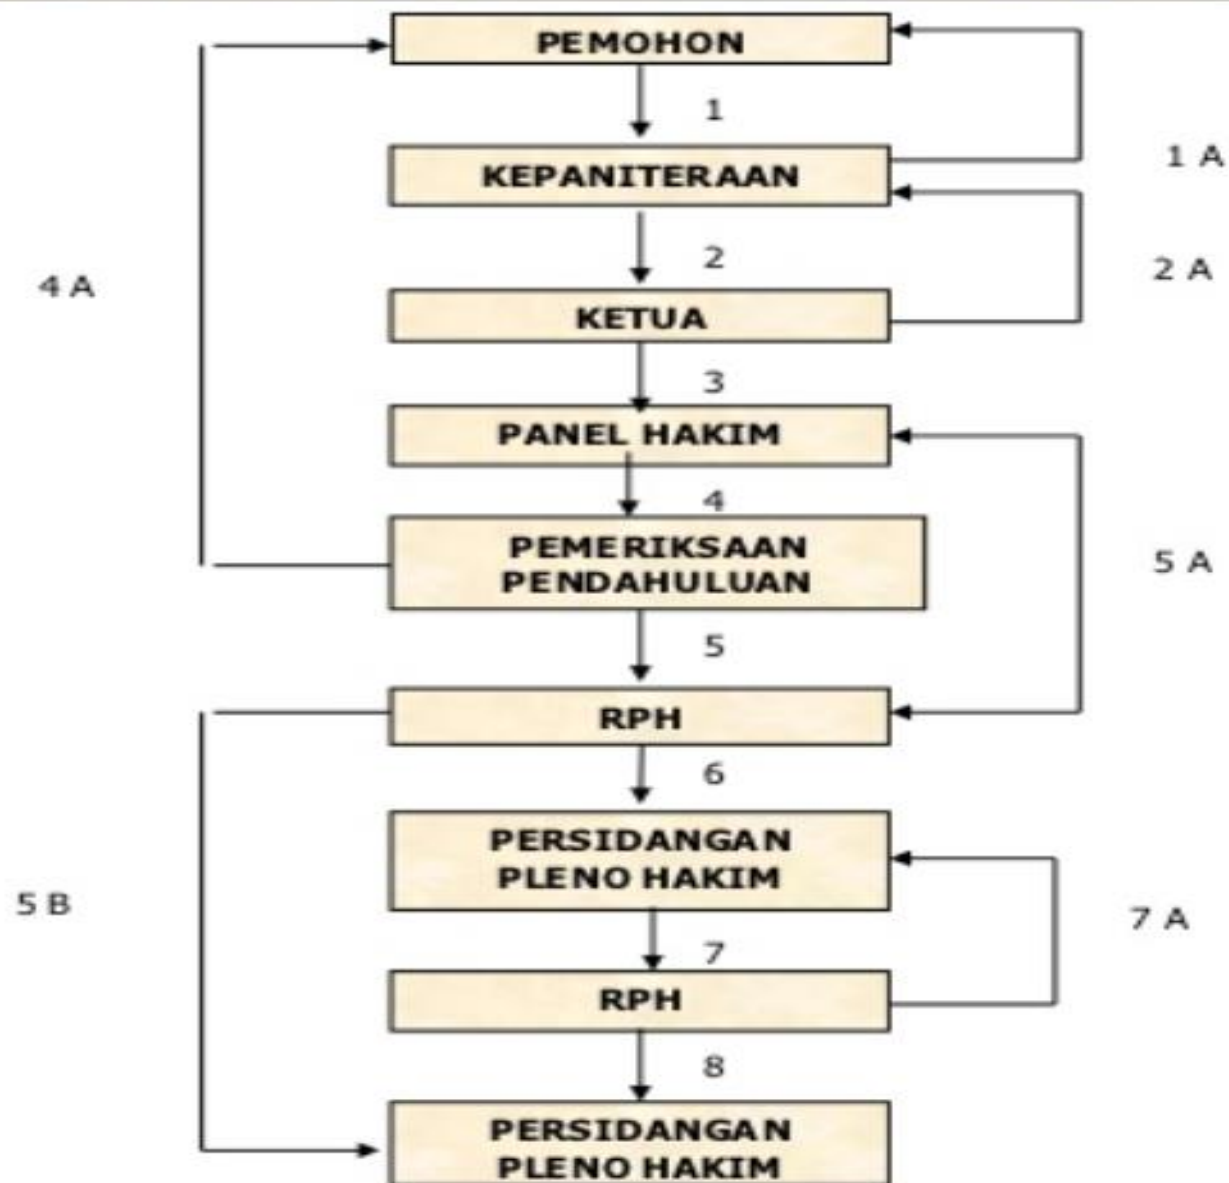 PEMOHON
1
1 A
KEPANITERAAN
2
2 A
4 A
KETUA
3
PANEL HAKIM
4
PEMERIKSAAN
PENDAHULUAN
5 A
5
RPH
6
PERSIDANGAN
PLENO HAKIM
5 B
7 A
7
RPH
8
PERSIDANGAN
PLENO HAKIM